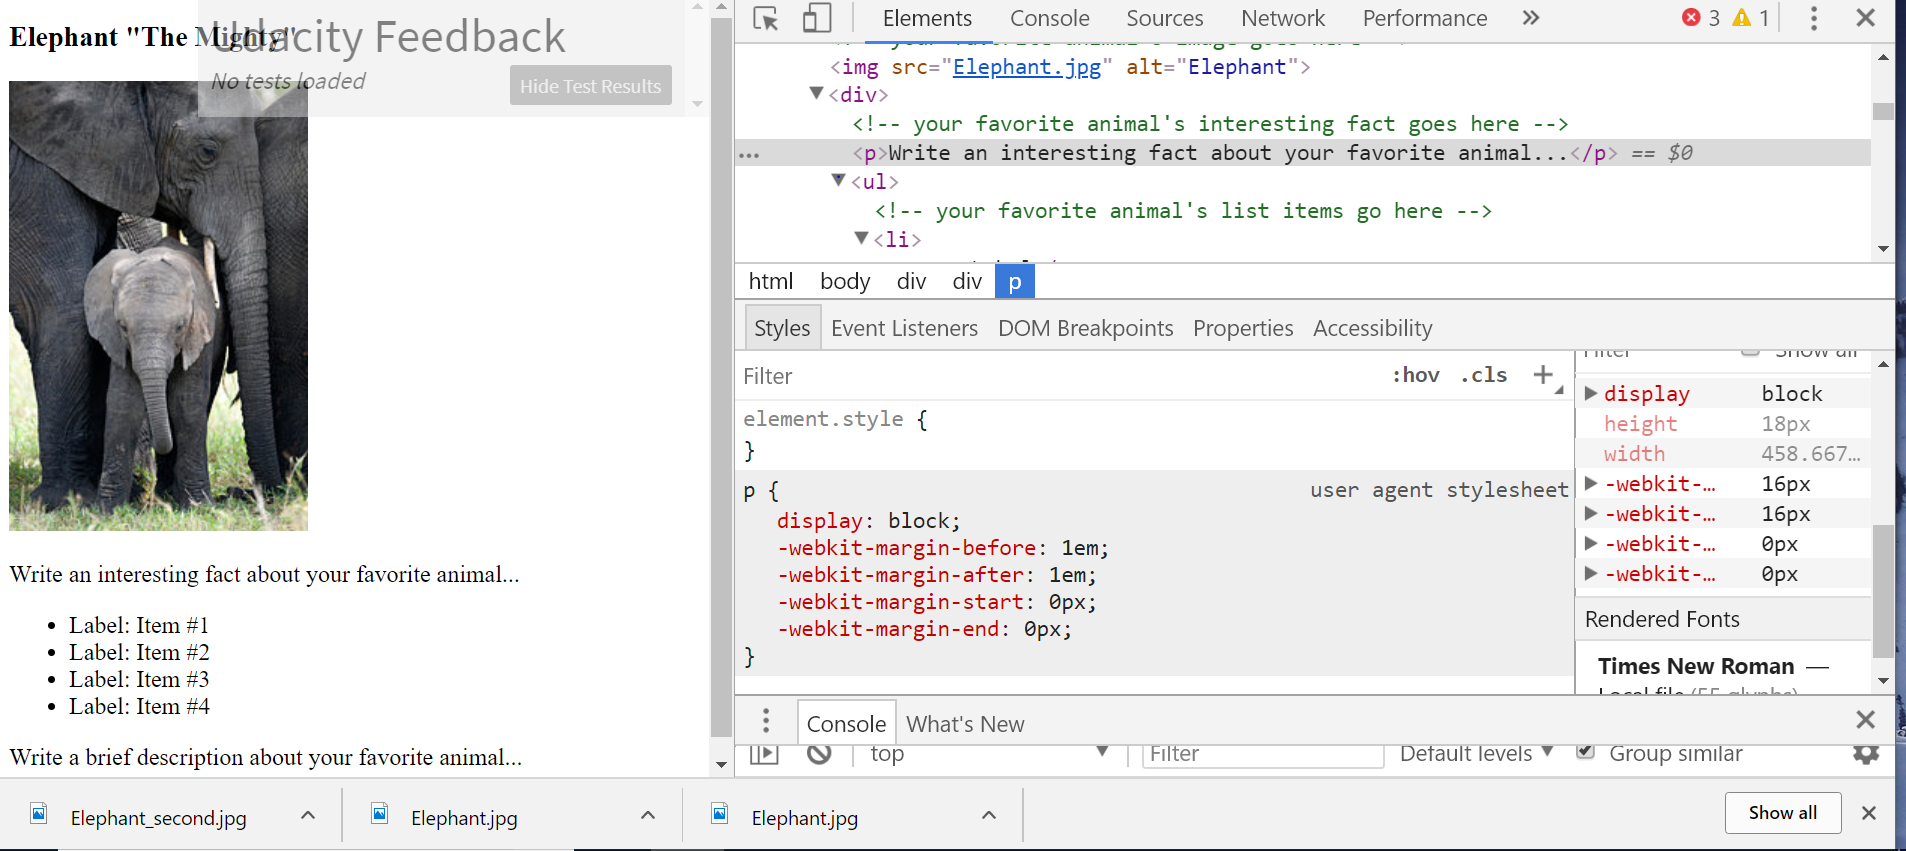 Elephant "The Mighty"
Udacity Feedback
No tests loaded
Hide Test Results
Write an interesting fact about your favorite animal...
• Label: Item #1
• Label: Item #2
• Label: Item #3
• Label: Item #4
Write a brief description about your favorite animal...
Elements Console Sources Network Performance » 3 1
<img src="Elephant.jpg" alt="Elephant">
<div>
<!-- your favorite animal's interesting fact goes here -->
... <p>Write an interesting fact about your favorite animal...</p> == $0
<ul>
<!-- your favorite animal's list items go here -->
<li>
html body div div p
Styles Event Listeners DOM Breakpoints Properties Accessibility
Filter :hov .cls +
element.style {
}
p { user agent stylesheet
display: block;
-webkit-margin-before: 1em;
-webkit-margin-after: 1em;
-webkit-margin-start: 0px;
-webkit-margin-end: 0px;
}
Filter Show all
display block
height 18px
width 458.667…
-webkit-… 16px
-webkit-… 16px
-webkit-… 0px
-webkit-… 0px
Rendered Fonts
Times New Roman —
Local file (55 glyphs)
Console What's New
top Filter Default levels Group similar
Elephant_second.jpg Elephant.jpg Elephant.jpg Show all